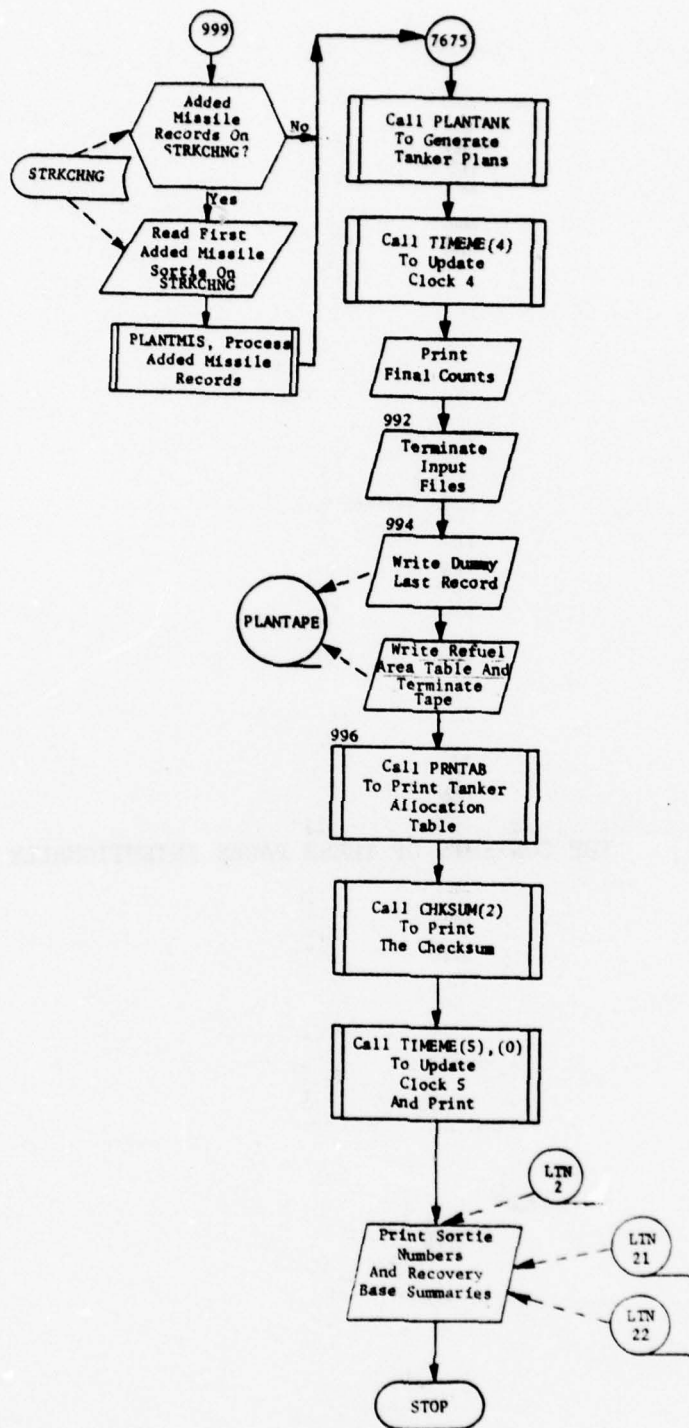 999
Added
Missile
Records On
STRKCHNG?
No
STRKCHNG
Yes
Read First
Added Missile
Sortie On
STRKCHNG
PLANTMIS, Process
Added Missile
Records
7675
Call PLANTANK
To Generate
Tanker Plans
Call TIMEME(4)
To Update
Clock 4
Print
Final Counts
992
Terminate
Input
Files
994
Write Dummy
Last Record
PLANTAPE
Write Refuel
Area Table And
Terminate
Tape
996
Call PRNTAB
To Print Tanker
Allocation
Table
Call CHKSUM(2)
To Print
The Checksum
Call TIMEME(5),(0)
To Update
Clock 5
And Print
LTN
2
Print Sortie
Numbers
And Recovery
Base Summaries
LTN
21
LTN
22
STOP